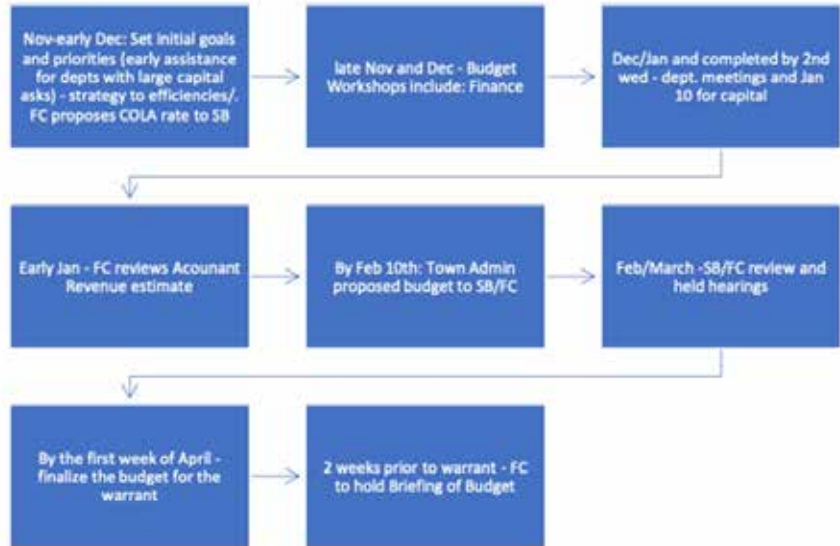 Nov-early Dec: Set initial goals
and priorities (early assistance
for depts with large capital
asks) - strategy to efficiencies/.
FC proposes COLA rate to SB
late Nov and Dec - Budget
Workshops include: Finance
Dec/Jan and completed by 2nd
wed - dept. meetings and Jan
10 for capital
Early Jan - FC reviews Acounant
Revenue estimate
By Feb 10th: Town Admin
proposed budget to SB/FC
Feb/March -SB/FC review and
held hearings
By the first week of April -
finalize the budget for the
warrant
2 weeks prior to warrant - FC
to hold Briefing of Budget